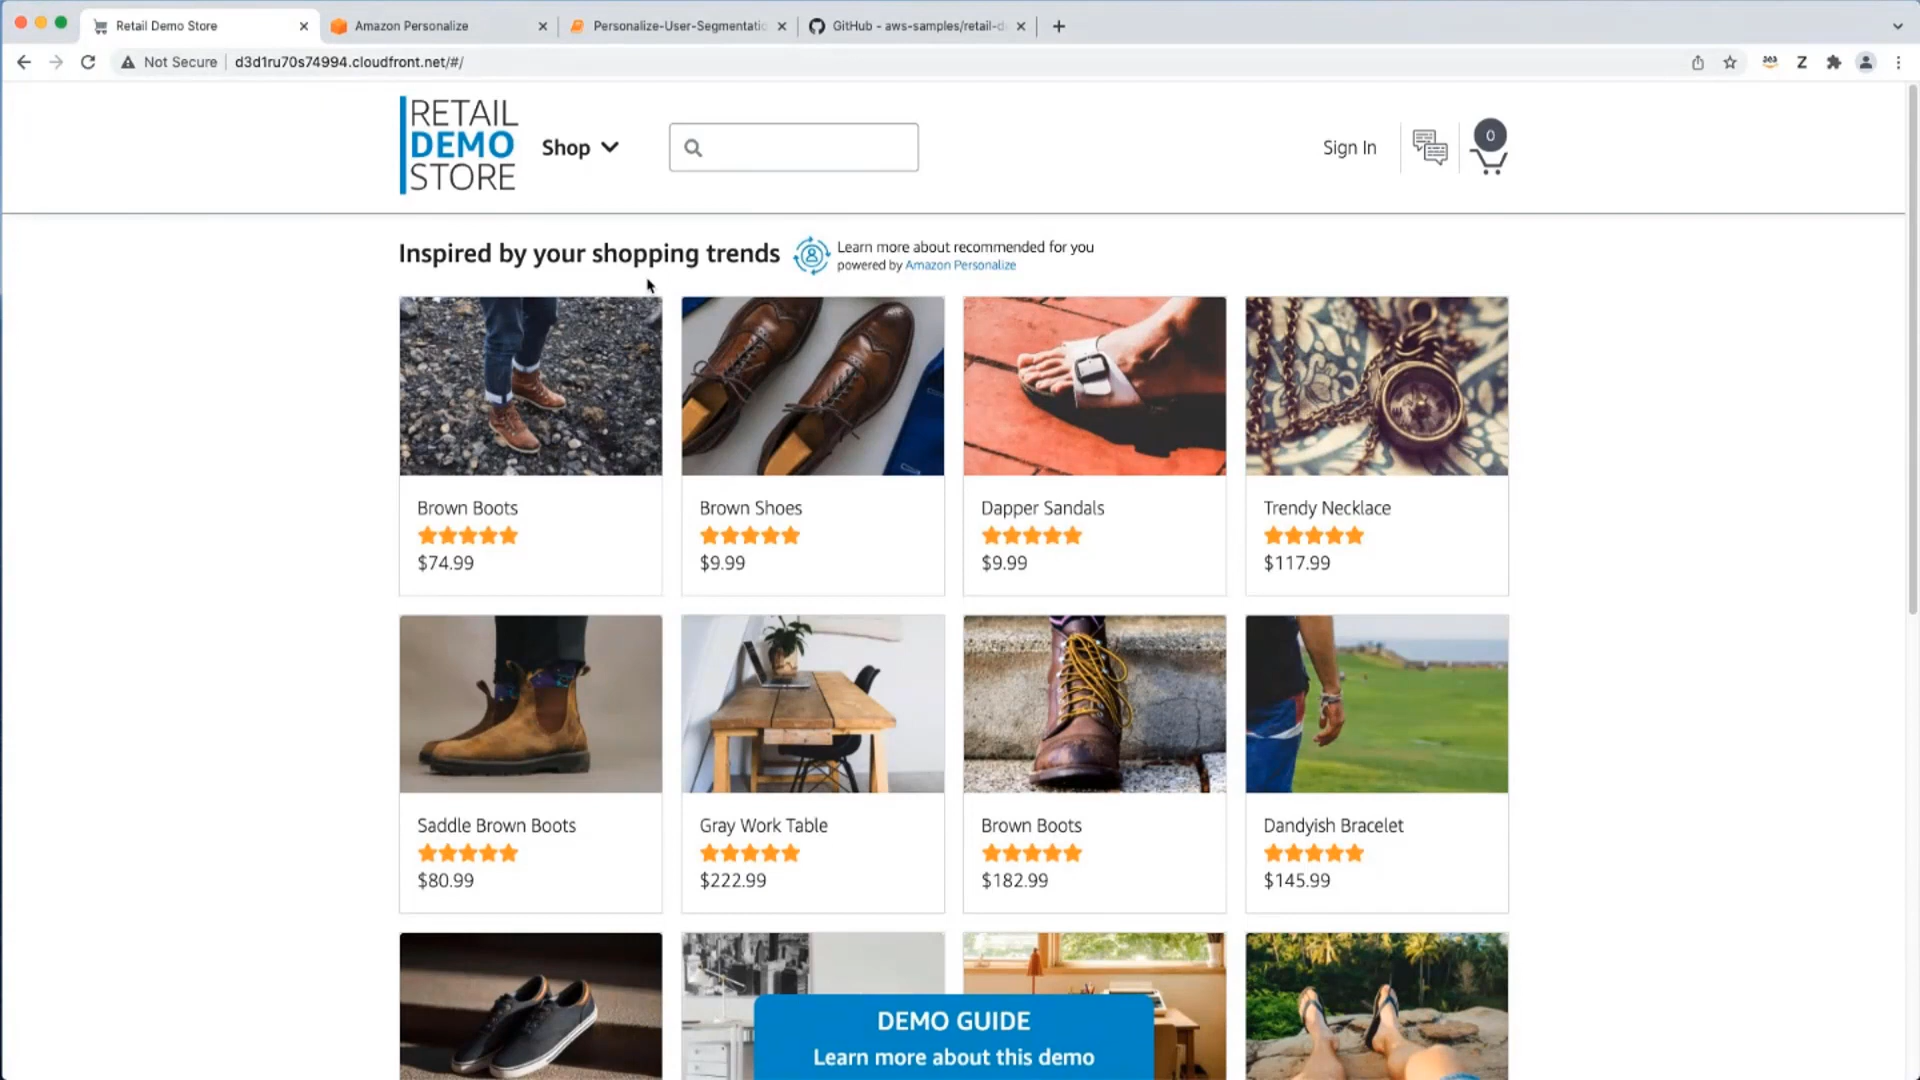 Retail Demo Store
Amazon Personalize
Personalize-User-Segmentatio
GitHub - aws-samples/retail-d
Not Secure
d3d1ru70s74994.cloudfront.net/#/
Z
RETAIL
DEMO
STORE
Shop
Sign In
0
Inspired by your shopping trends
Learn more about recommended for you
powered by Amazon Personalize
Brown Boots
$74.99
Brown Shoes
$9.99
Dapper Sandals
$9.99
Trendy Necklace
$117.99
Saddle Brown Boots
$80.99
Gray Work Table
$222.99
Brown Boots
$182.99
Dandyish Bracelet
$145.99
DEMO GUIDE
Learn more about this demo